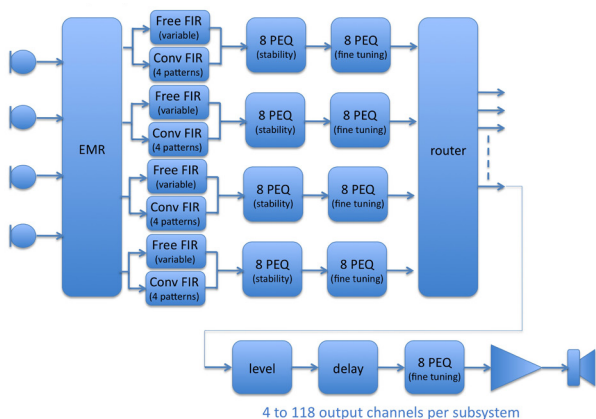 Free FIR
(variable)
Conv FIR
(4 patterns)
8 PEQ
(stability)
8 PEQ
(fine tuning)
Free FIR
(variable)
Conv FIR
(4 patterns)
8 PEQ
(stability)
8 PEQ
(fine tuning)
EMR
router
Free FIR
(variable)
Conv FIR
(4 patterns)
8 PEQ
(stability)
8 PEQ
(fine tuning)
Free FIR
(variable)
Conv FIR
(4 patterns)
8 PEQ
(stability)
8 PEQ
(fine tuning)
level
delay
8 PEQ
(fine tuning)
4 to 118 output channels per subsystem